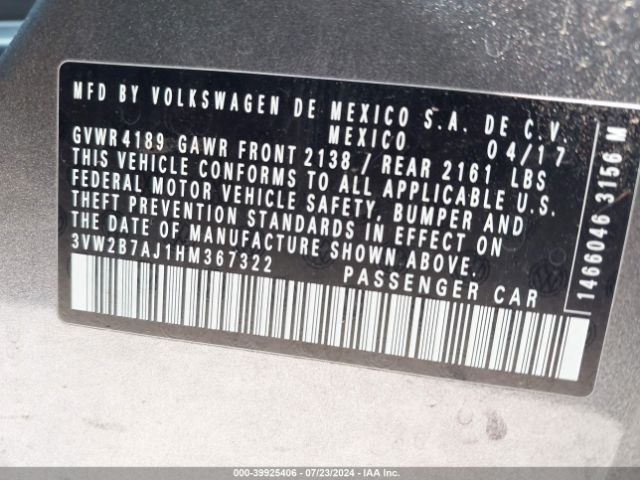 MFD BY VOLKSWAGEN DE MEXICO S.A. DE C.V.
MEXICO 04/17
GVWR 4189 GAWR FRONT 2138 / REAR 2161 LBS
THIS VEHICLE CONFORMS TO ALL APPLICABLE U.S.
FEDERAL MOTOR VEHICLE SAFETY, BUMPER AND
THEFT PREVENTION STANDARDS IN EFFECT ON
THE DATE OF MANUFACTURE SHOWN ABOVE.
3VW2B7AJ1HM367322 PASSENGER CAR
1466046 3156 M
000-39925406 - 07/23/2024 - IAA Inc.